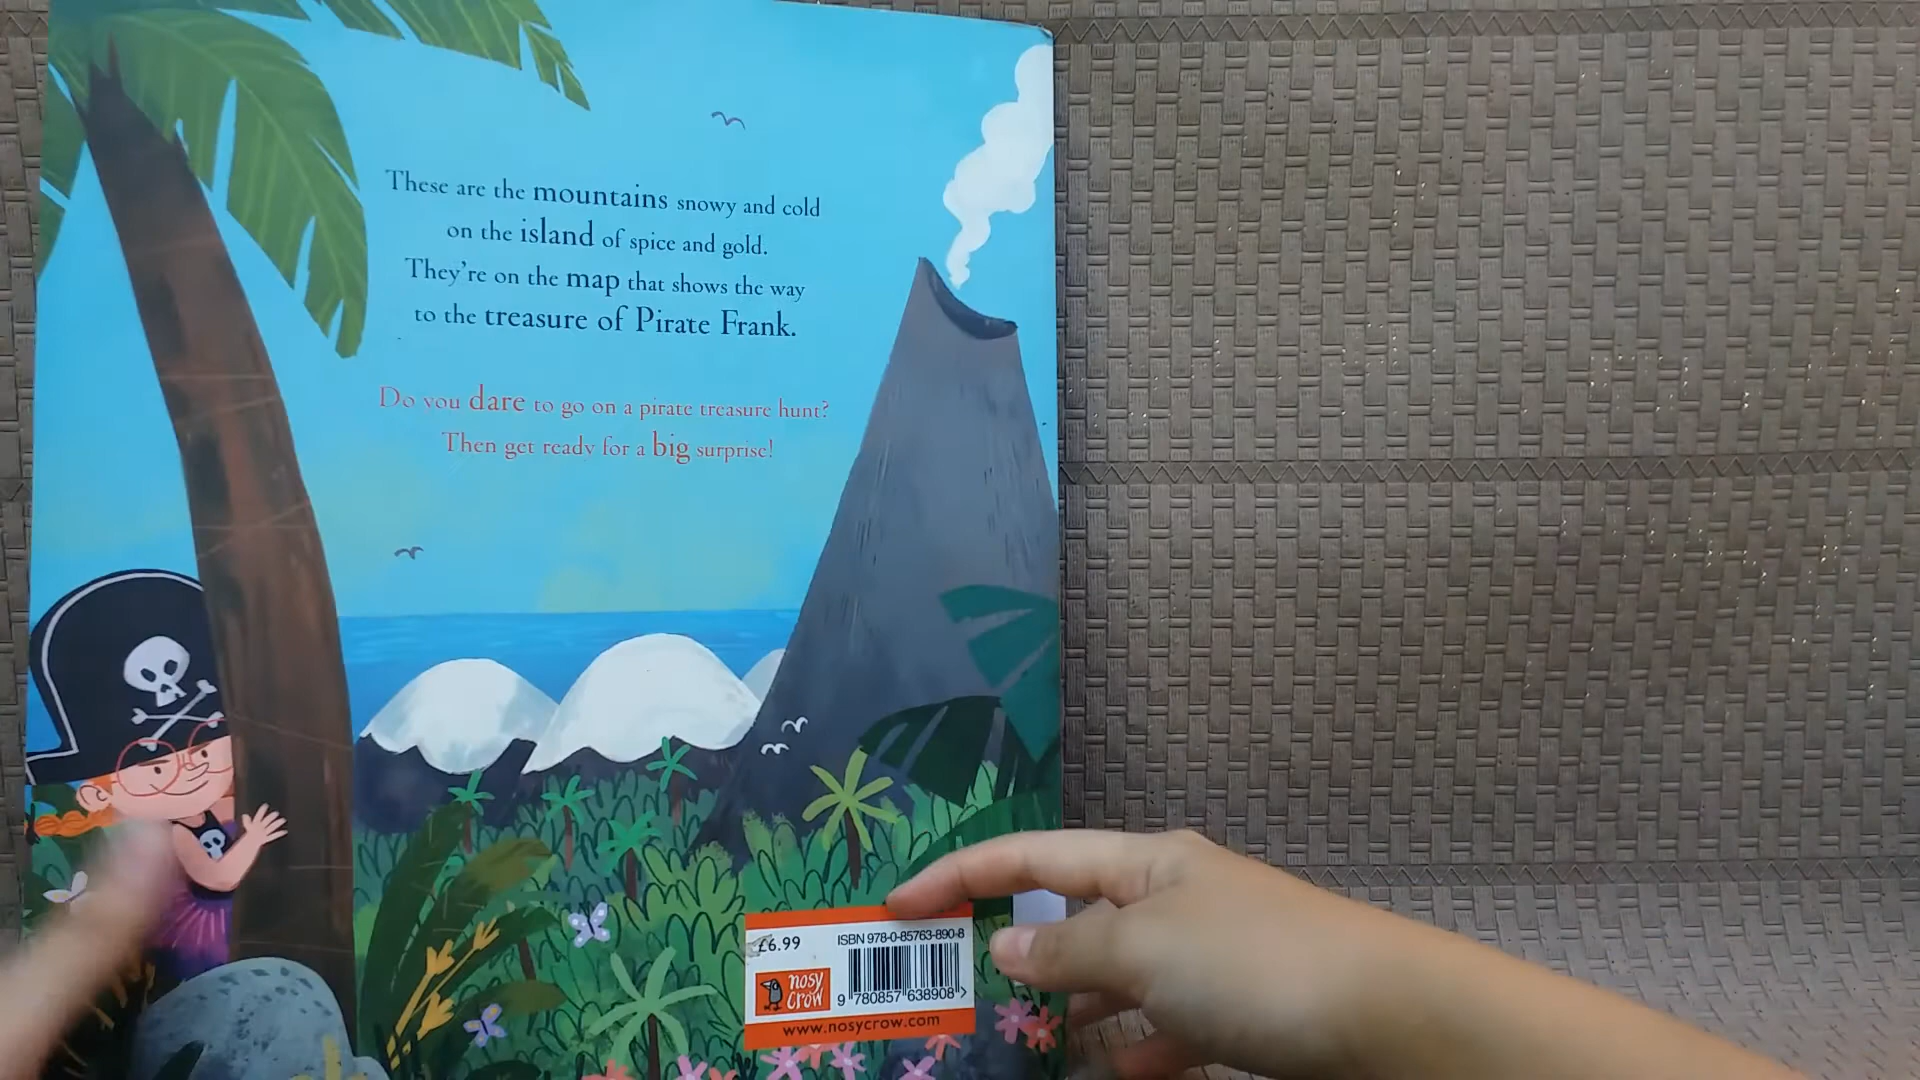 These are the mountains snowy and cold
on the island of spice and gold.
They're on the map that shows the way
to the treasure of Pirate Frank.
Do you dare to go on a pirate treasure hunt?
Then get ready for a big surprise!
£6.99
ISBN 978-0-85763-890-8
nosy
crow
9 780857 638908 >
www.nosycrow.com